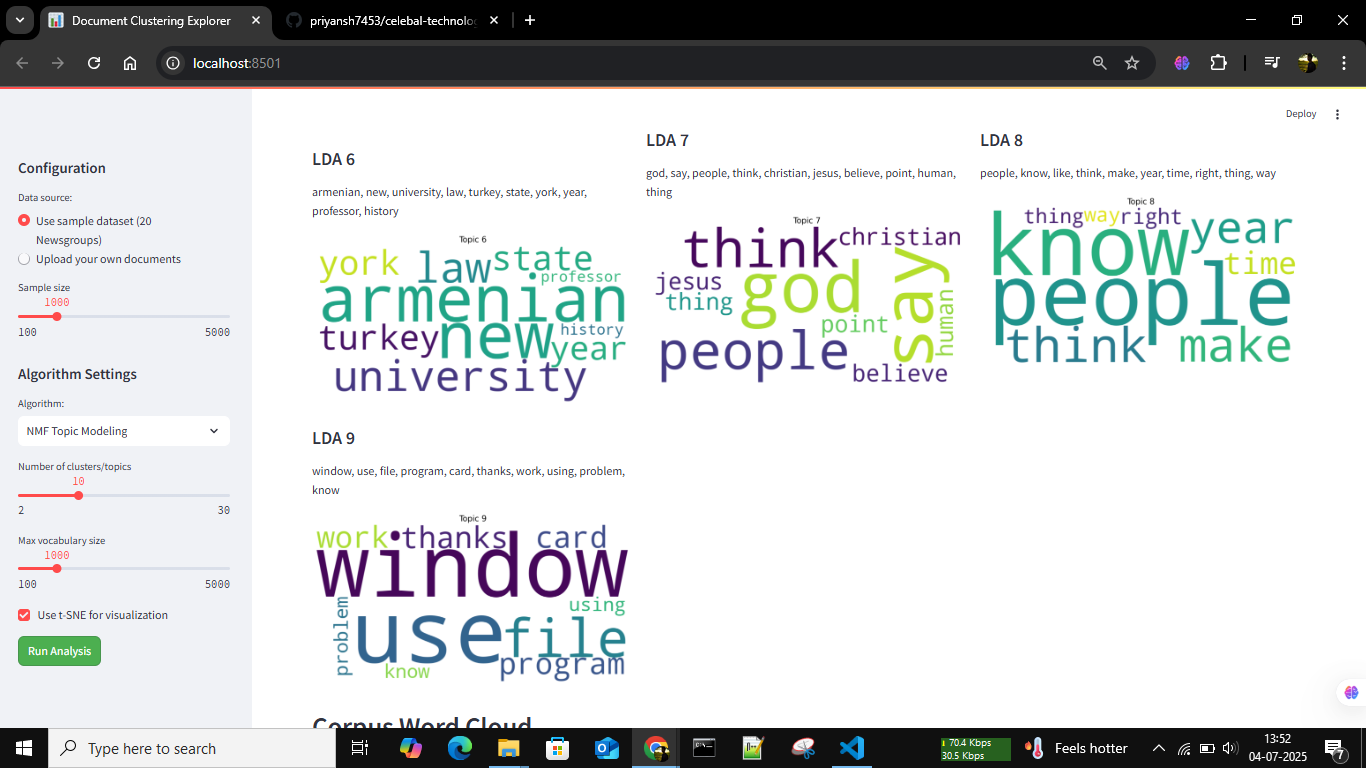 Document Clustering Explorer
priyansh7453/celebal-technolog
localhost:8501
Deploy
Configuration
Data source:
Use sample dataset (20
Newsgroups)
Upload your own documents
Sample size
1000
100 5000
Algorithm Settings
Algorithm:
NMF Topic Modeling
Number of clusters/topics
10
2 30
Max vocabulary size
1000
100 5000
Use t-SNE for visualization
Run Analysis
LDA 6
armenian, new, university, law, turkey, state, york, year,
professor, history
Topic 6
york law state
professor
armenian
turkey new history
year
university
LDA 7
god, say, people, think, christian, jesus, believe, point, human,
thing
Topic 7
think christian
jesus god say
thing
point human
people
believe
LDA 8
people, know, like, think, make, year, time, right, thing, way
Topic 8
thing way right
know year
time
people
think make
LDA 9
window, use, file, program, card, thanks, work, using, problem,
know
Topic 9
work thanks card
window
using
problem use file
know program
Corpus Word Cloud
Type here to search
70.4 Kbps
30.5 Kbps
Feels hotter
13:52
04-07-2025
7